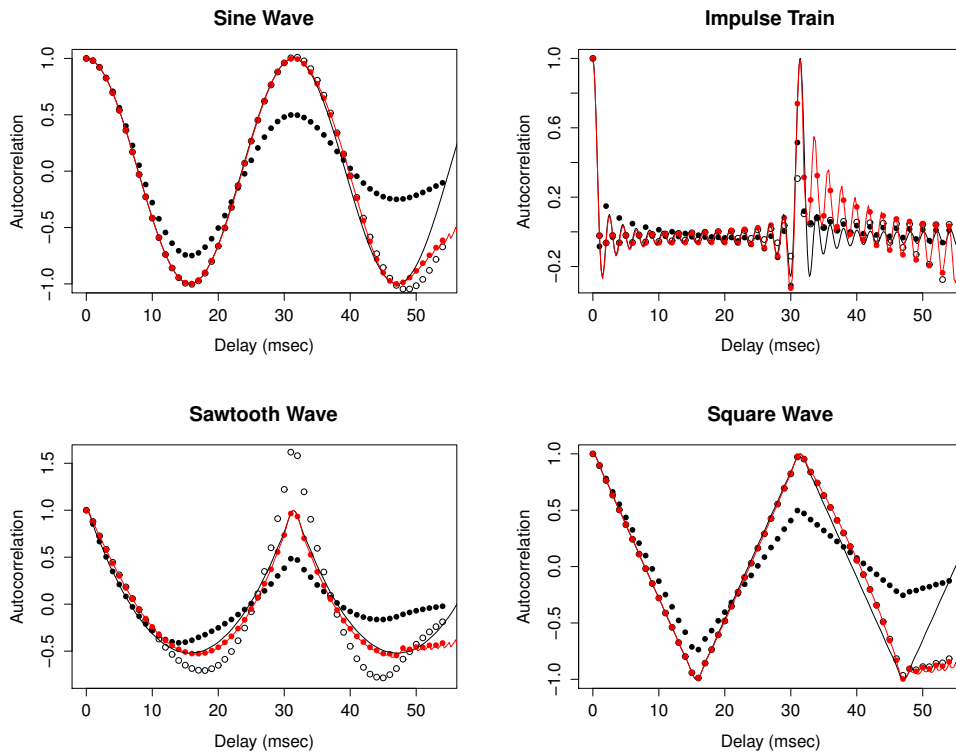 Sine Wave
Autocorrelation
1.0
0.5
0.0
−0.5
−1.0
0 10 20 30 40 50
Delay (msec)
Impulse Train
Autocorrelation
1.0
0.6
0.2
−0.2
0 10 20 30 40 50
Delay (msec)
Sawtooth Wave
Autocorrelation
1.5
1.0
0.5
0.0
−0.5
0 10 20 30 40 50
Delay (msec)
Square Wave
Autocorrelation
1.0
0.5
0.0
−0.5
−1.0
0 10 20 30 40 50
Delay (msec)